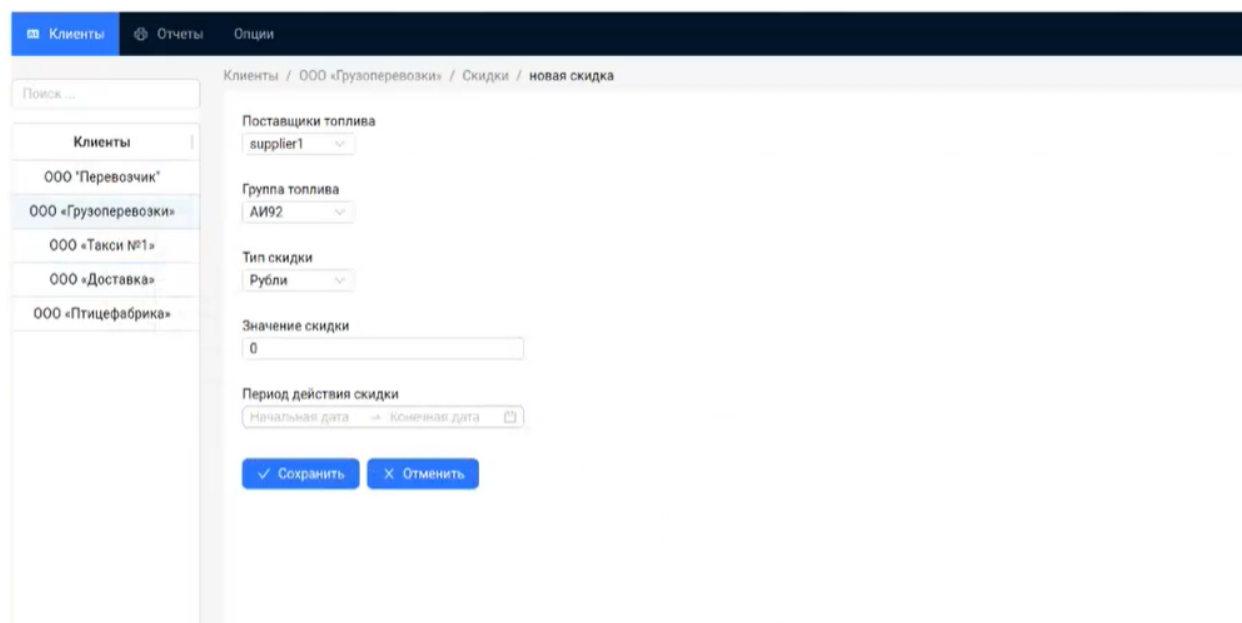 Клиенты Отчеты Опции
Клиенты / ООО «Грузоперевозки» / Скидки / новая скидка
Поиск ...
Клиенты
ООО "Перевозчик"
ООО «Грузоперевозки»
ООО «Такси №1»
ООО «Доставка»
ООО «Птицефабрика»
Поставщики топлива
supplier1
Группа топлива
АИ92
Тип скидки
Рубли
Значение скидки
0
Период действия скидки
Начальная дата → Конечная дата
Сохранить Отменить